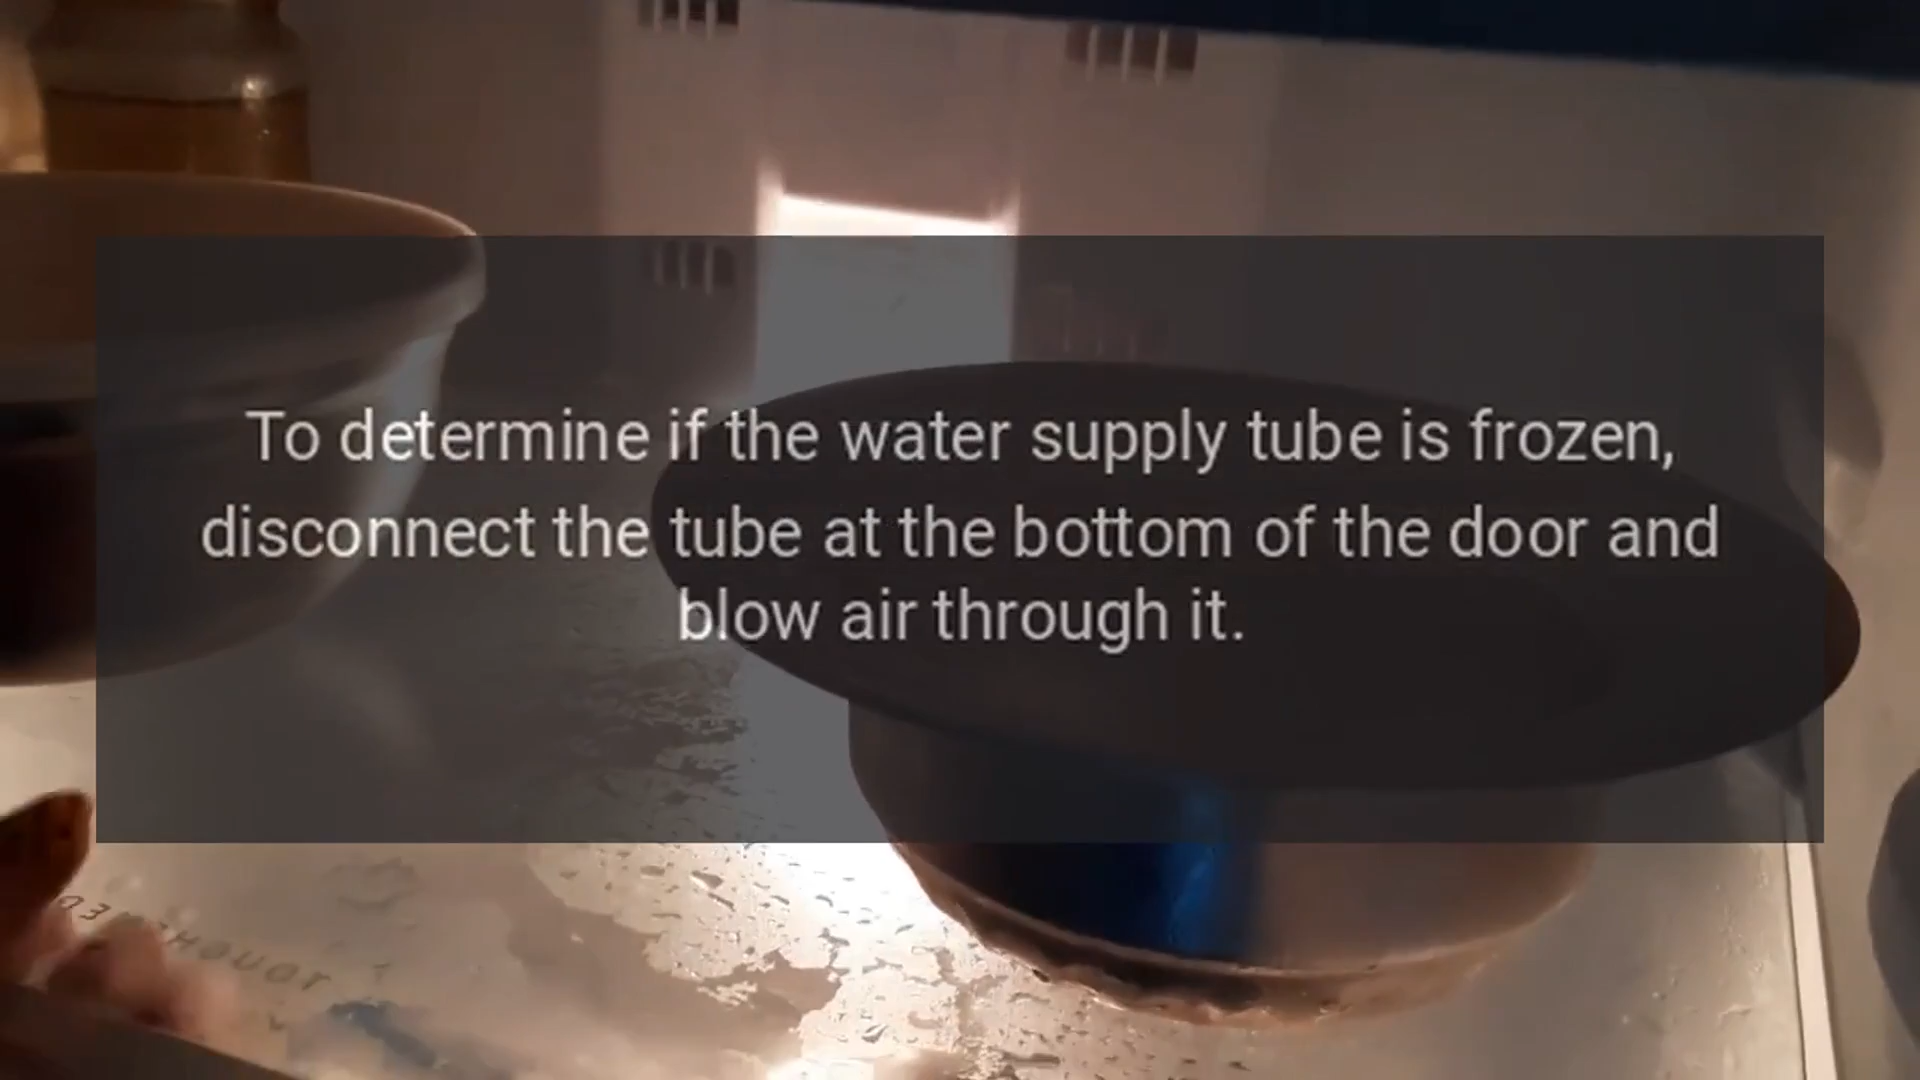 To determine if the water supply tube is frozen,
disconnect the tube at the bottom of the door and
blow air through it.